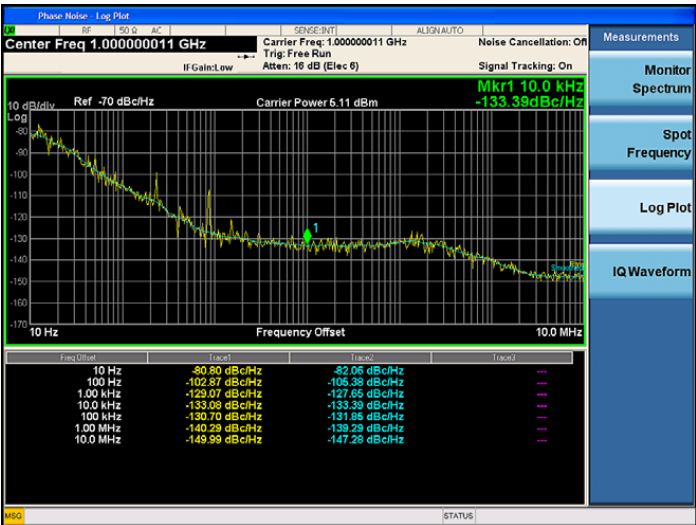 Phase Noise - Log Plot
RF 50 Ω AC SENSE:INT ALIGN AUTO
Center Freq 1.000000011 GHz
Carrier Freq: 1.000000011 GHz
Noise Cancellation: Off
Trig: Free Run
IFGain:Low
Atten: 16 dB (Elec 6)
Signal Tracking: On
Mkr1 10.0 kHz
-133.39dBc/Hz
10 dB/div Ref -70 dBc/Hz Carrier Power 5.11 dBm
Log
-80
-90
-100
-110
-120
-130
1
-140
Smoothed
-150
-160
-170
10 Hz Frequency Offset 10.0 MHz
Freq Offset Trace1 Trace2 Trace3
10 Hz -80.80 dBc/Hz -82.06 dBc/Hz ---
100 Hz -102.87 dBc/Hz -105.38 dBc/Hz ---
1.00 kHz -129.07 dBc/Hz -127.65 dBc/Hz ---
10.0 kHz -133.08 dBc/Hz -133.39 dBc/Hz ---
100 kHz -130.70 dBc/Hz -131.85 dBc/Hz ---
1.00 MHz -140.29 dBc/Hz -139.29 dBc/Hz ---
10.0 MHz -149.99 dBc/Hz -147.28 dBc/Hz ---
MSG STATUS
Measurements
Monitor
Spectrum
Spot
Frequency
Log Plot
IQ Waveform